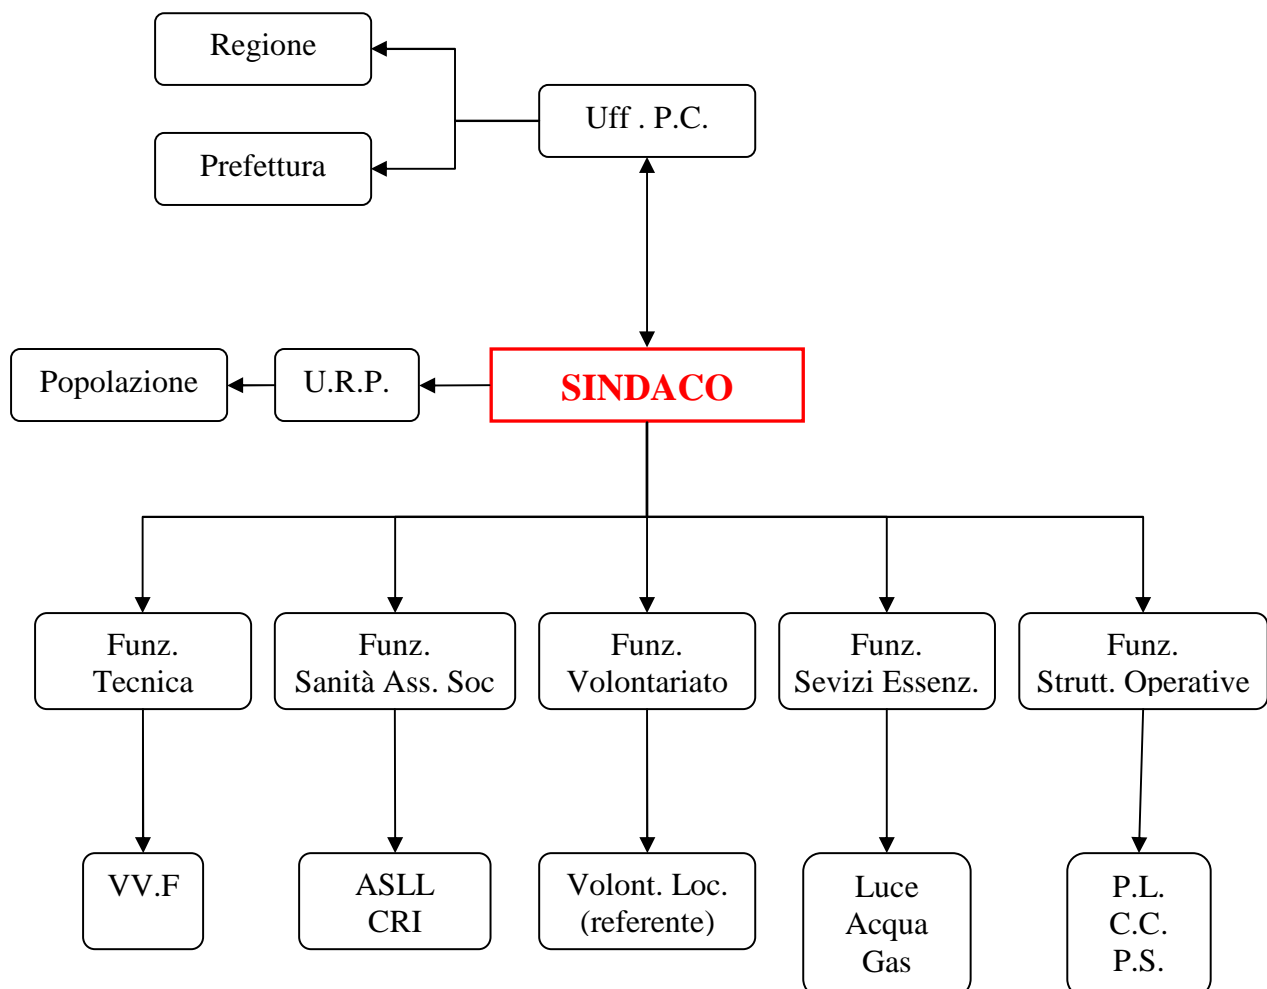 Regione
Uff . P.C.
Prefettura
Popolazione
U.R.P.
SINDACO
Funz.
Tecnica
Funz.
Sanità Ass. Soc
Funz.
Volontariato
Funz.
Sevizi Essenz.
Funz.
Strutt. Operative
VV.F
ASLL
CRI
Volont. Loc.
(referente)
Luce
Acqua
Gas
P.L.
C.C.
P.S.